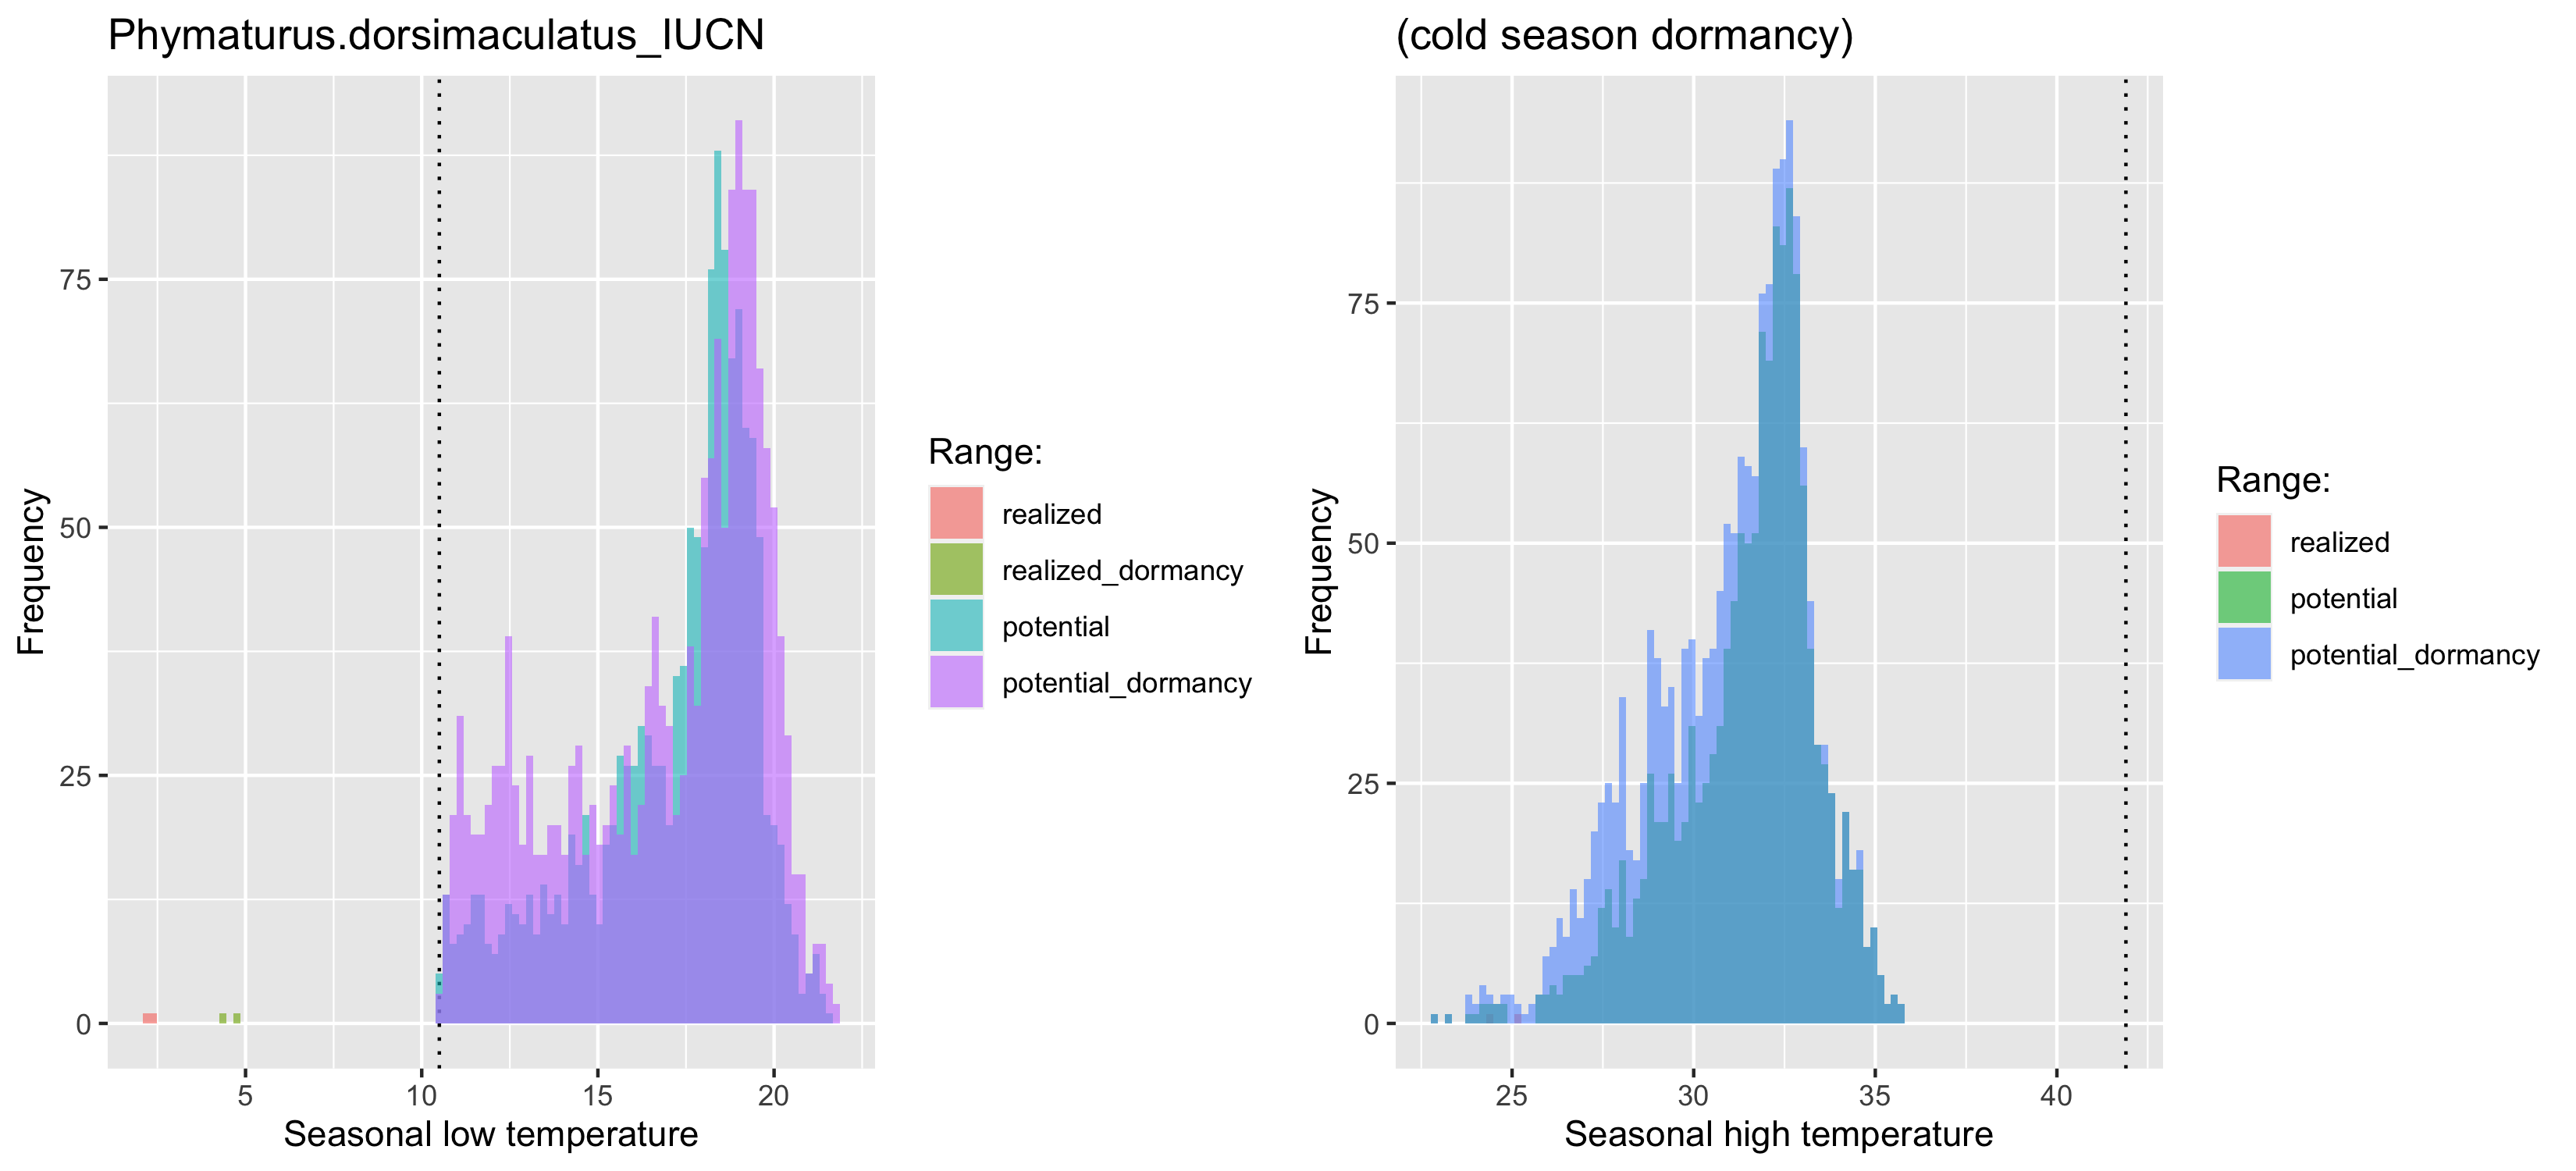 Phymaturus.dorsimaculatus_IUCN
75
50
25
0
Frequency
5 10 15 20
Seasonal low temperature
Range:
realized
realized_dormancy
potential
potential_dormancy
(cold season dormancy)
75
50
25
0
Frequency
25 30 35 40
Seasonal high temperature
Range:
realized
potential
potential_dormancy